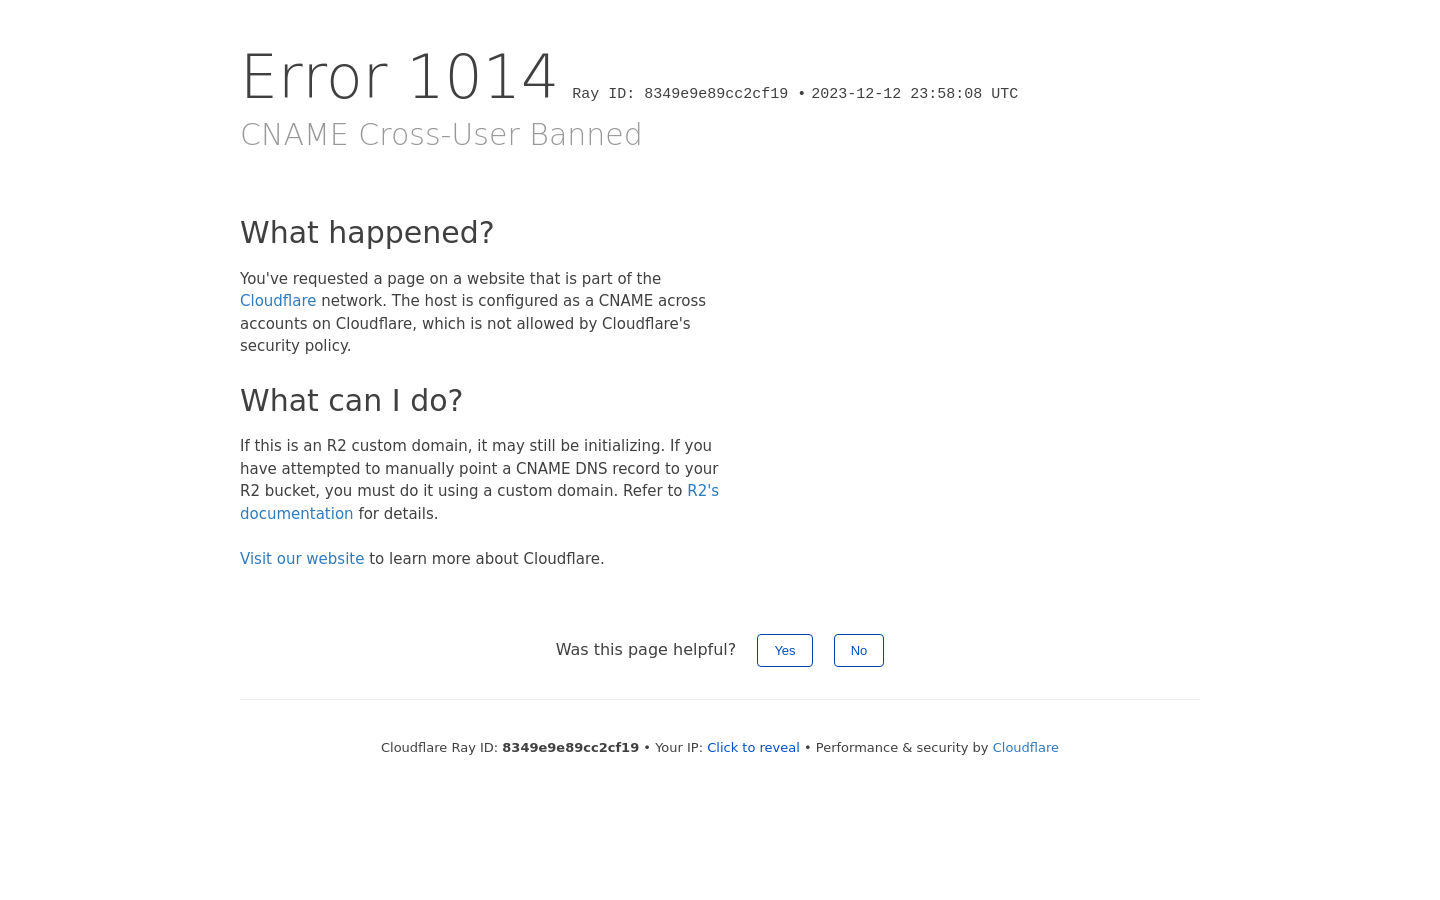 Error 1014 Ray ID: 8349e9e89cc2cf19 • 2023-12-12 23:58:08 UTC
CNAME Cross-User Banned
What happened?
You've requested a page on a website that is part of the
Cloudflare network. The host is configured as a CNAME across
accounts on Cloudflare, which is not allowed by Cloudflare's
security policy.
What can I do?
If this is an R2 custom domain, it may still be initializing. If you
have attempted to manually point a CNAME DNS record to your
R2 bucket, you must do it using a custom domain. Refer to R2's
documentation for details.
Visit our website to learn more about Cloudflare.
Was this page helpful? Yes No
Cloudflare Ray ID: 8349e9e89cc2cf19 • Your IP: Click to reveal • Performance & security by Cloudflare